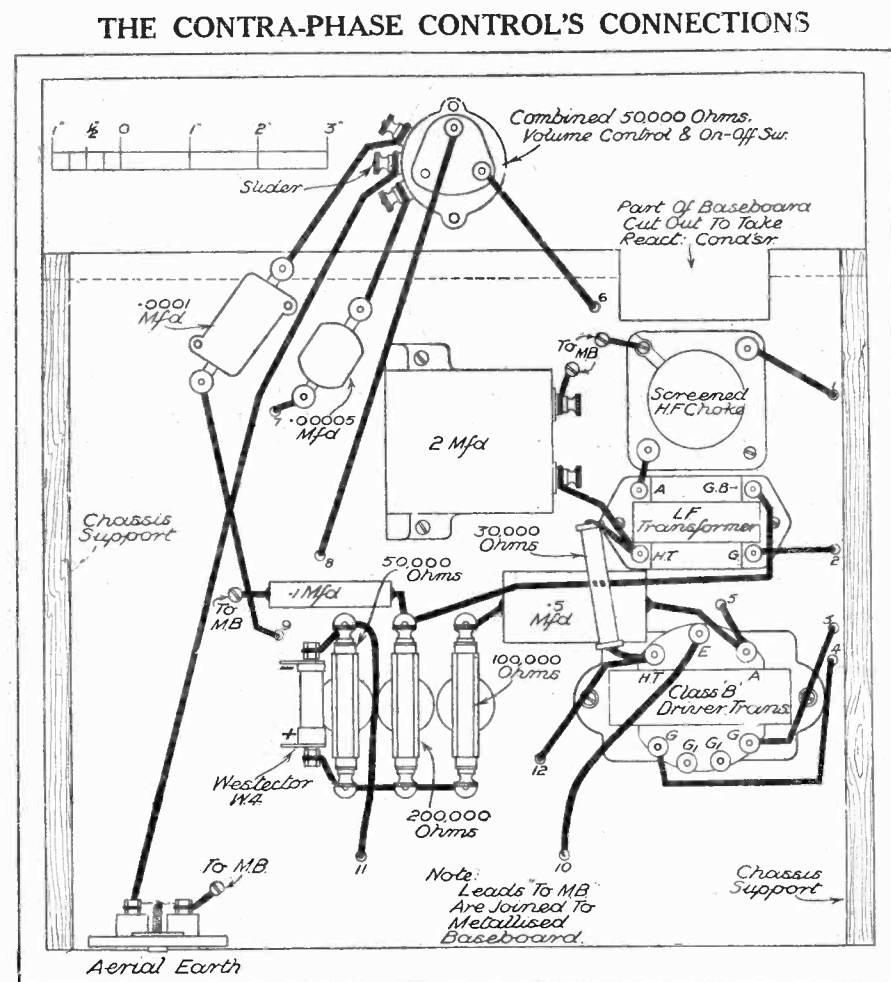 THE CONTRA-PHASE CONTROL'S CONNECTIONS
1" ½ 0 1" 2" 3"
Combined 50,000 Ohms.
Volume Control & On-Off Sw.
Slider
Part Of Baseboard
Cut Out To Take
React: Cond'sr.
.0001
Mfd
6
To
MB.
1
7
.00005
Mfd
Screened
H.F Choke
2 Mfd
A G.B-
LF
Transformer
H.T G
2
Chassis
Support
30,000
Ohms
8
50,000
Ohms
.1 Mfd
To
M.B
9
.5
Mfd
5
3
4
E
HT A
100,000
Ohms
Class 'B'
Driver Trans.
G G1 G1 G
−
+
Westector
W.4
12
200,000
Ohms
11
10
To M.B.
Note:
Leads To MB
Are Joined To
Metallised
Baseboard.
Chassis
Support
Aerial Earth